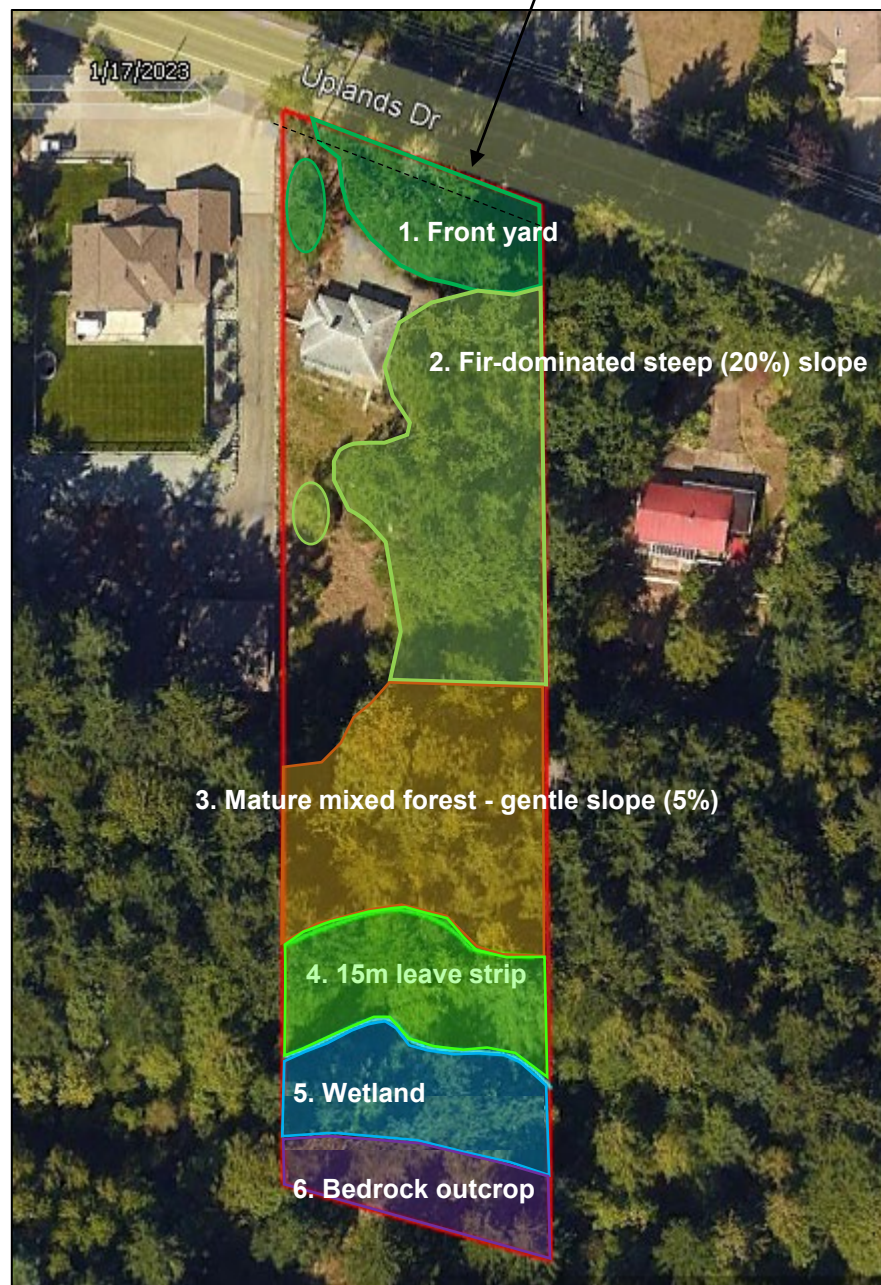 1/17/2023
Uplands Dr
1. Front yard
2. Fir-dominated steep (20%) slope
3. Mature mixed forest - gentle slope (5%)
4. 15m leave strip
5. Wetland
6. Bedrock outcrop